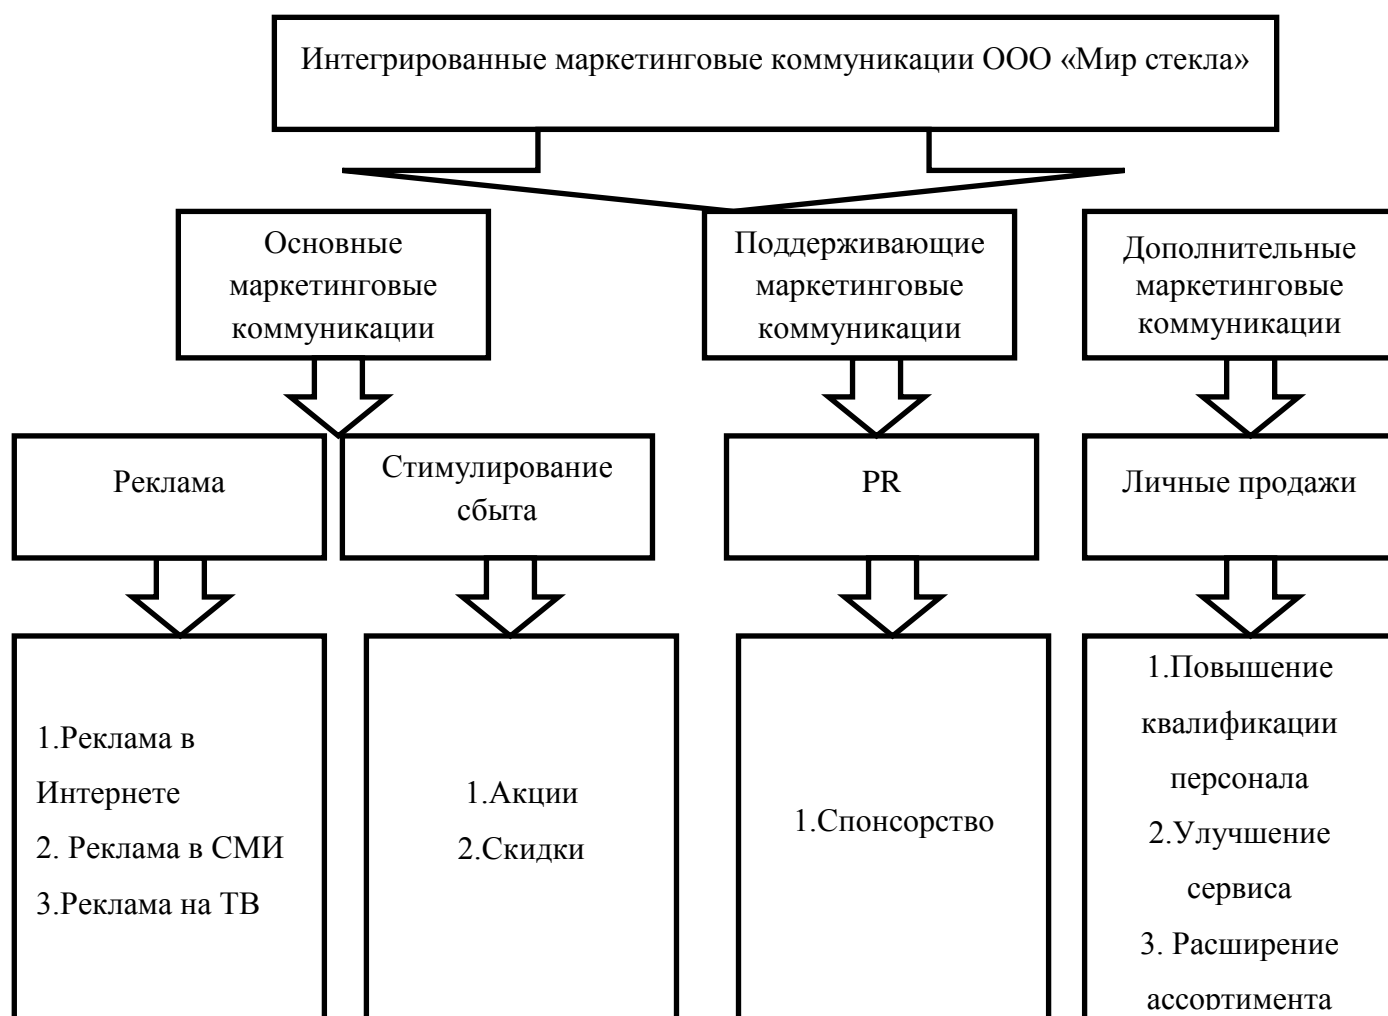 Интегрированные маркетинговые коммуникации ООО «Мир стекла»
Основные
маркетинговые
коммуникации
Поддерживающие
маркетинговые
коммуникации
Дополнительные
маркетинговые
коммуникации
Реклама
Стимулирование
сбыта
PR
Личные продажи
1.Реклама в
Интернете
2. Реклама в СМИ
3.Реклама на ТВ
1.Акции
2.Скидки
1.Спонсорство
1.Повышение
квалификации
персонала
2.Улучшение
сервиса
3. Расширение
ассортимента